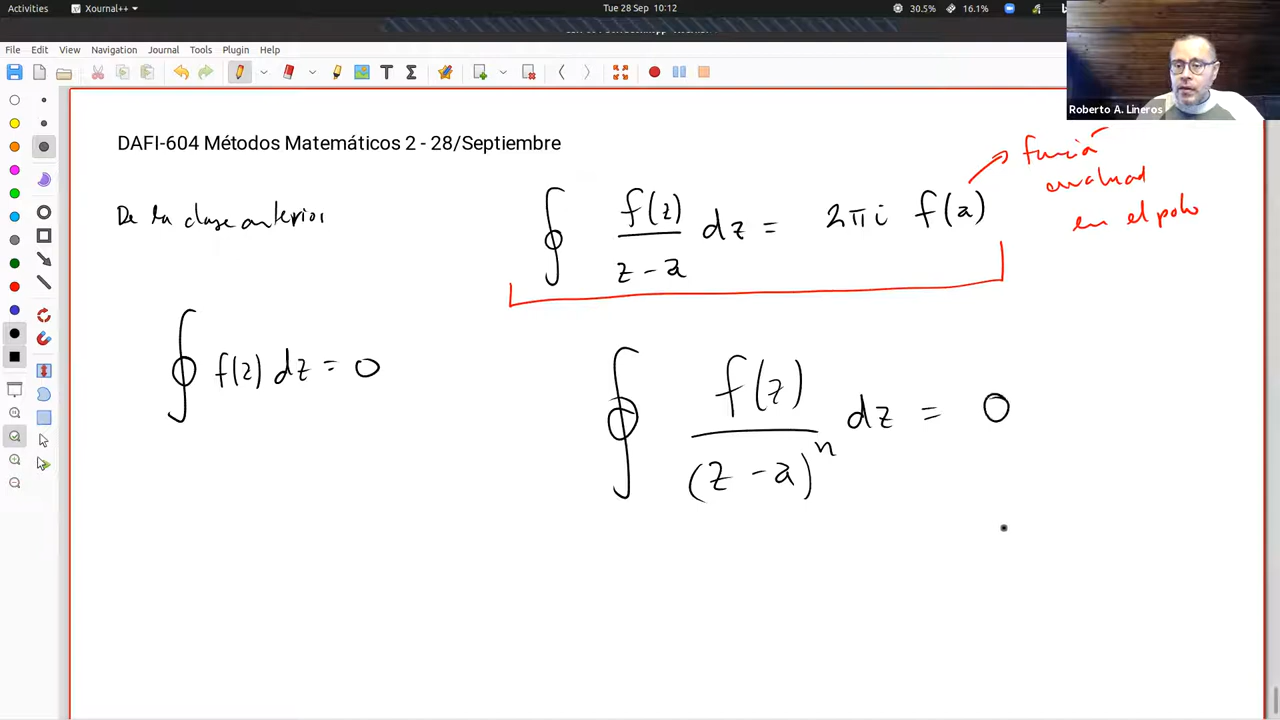 Activities Xournal++ Tue 28 Sep 10:12 30.5% 16.1%
File Edit View Navigation Journal Tools Plugin Help
Roberto A. Lineros
DAFI-604 Métodos Matemáticos 2 - 28/Septiembre
De la clase anterior
∮ f(z)/(z-a) dz = 2πi f(a)
función
evaluad
en el polo
∮ f(z) dz = 0
∮ f(z)/(z-a)^n dz = 0